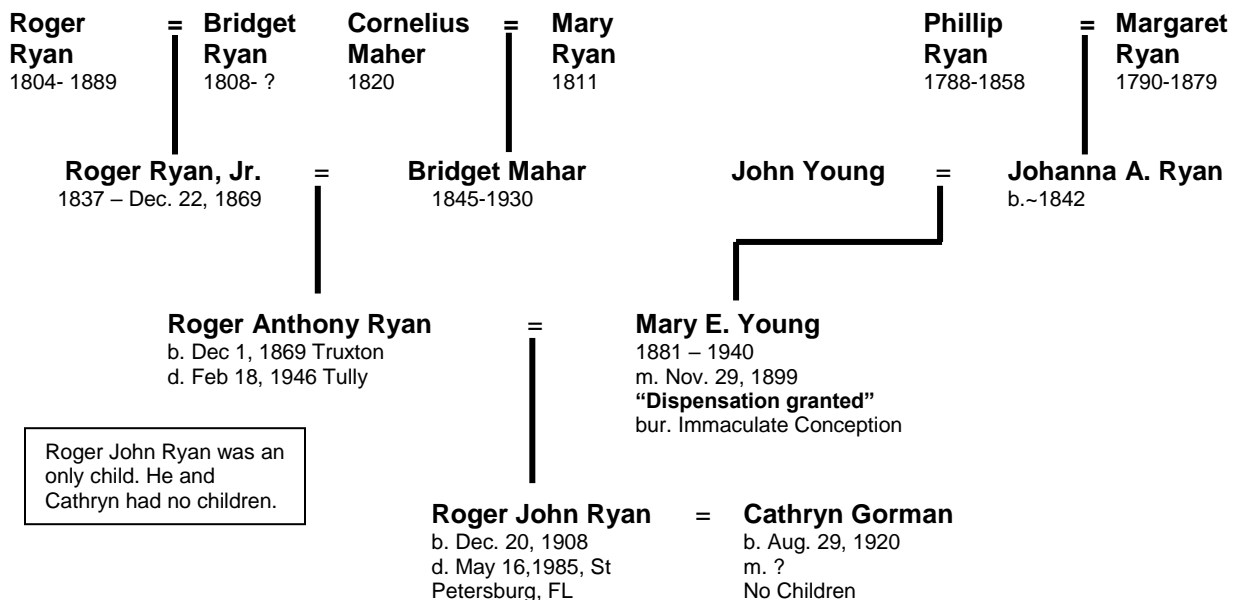 Roger = Bridget Cornelius = Mary Phillip = Margaret
Ryan Ryan Maher Ryan Ryan Ryan
1804- 1889 1808- ? 1820 1811 1788-1858 1790-1879
Roger Ryan, Jr. = Bridget Mahar John Young = Johanna A. Ryan
1837 – Dec. 22, 1869 1845-1930 b.~1842
Roger Anthony Ryan = Mary E. Young
b. Dec 1, 1869 Truxton 1881 – 1940
d. Feb 18, 1946 Tully m. Nov. 29, 1899
“Dispensation granted”
bur. Immaculate Conception
Roger John Ryan was an
only child. He and
Cathryn had no children.
Roger John Ryan = Cathryn Gorman
b. Dec. 20, 1908 b. Aug. 29, 1920
d. May 16,1985, St m. ?
Petersburg, FL No Children